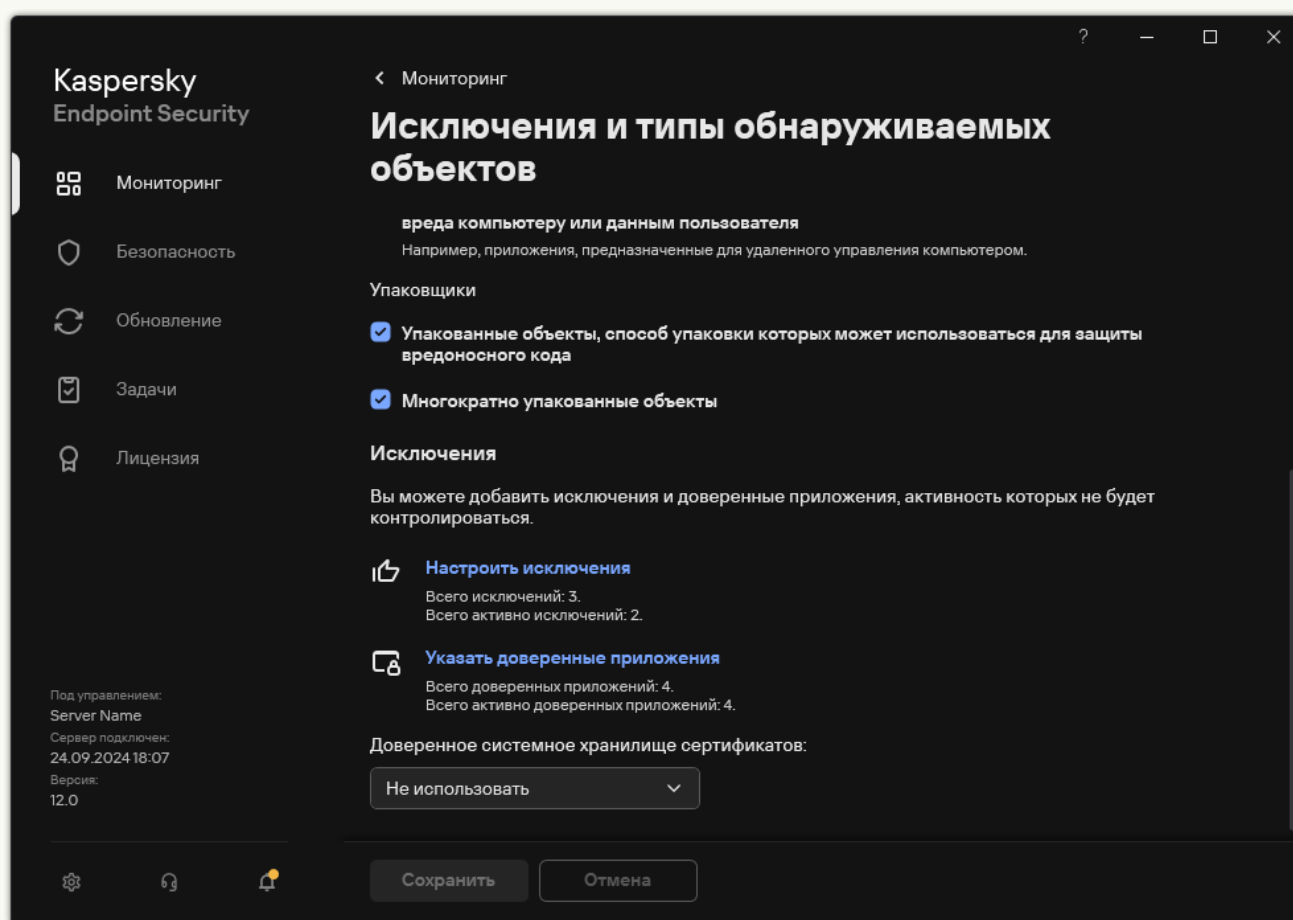 ?
Kaspersky
Endpoint Security
Мониторинг
Безопасность
Обновление
Задачи
Лицензия
Под управлением:
Server Name
Сервер подключен:
24.09.2024 18:07
Версия:
12.0
Мониторинг
Исключения и типы обнаруживаемых
объектов
вреда компьютеру или данным пользователя
Например, приложения, предназначенные для удаленного управления компьютером.
Упаковщики
Упакованные объекты, способ упаковки которых может использоваться для защиты
вредоносного кода
Многократно упакованные объекты
Исключения
Вы можете добавить исключения и доверенные приложения, активность которых не будет
контролироваться.
Настроить исключения
Всего исключений: 3.
Всего активно исключений: 2.
Указать доверенные приложения
Всего доверенных приложений: 4.
Всего активно доверенных приложений: 4.
Доверенное системное хранилище сертификатов:
Не использовать
Сохранить
Отмена